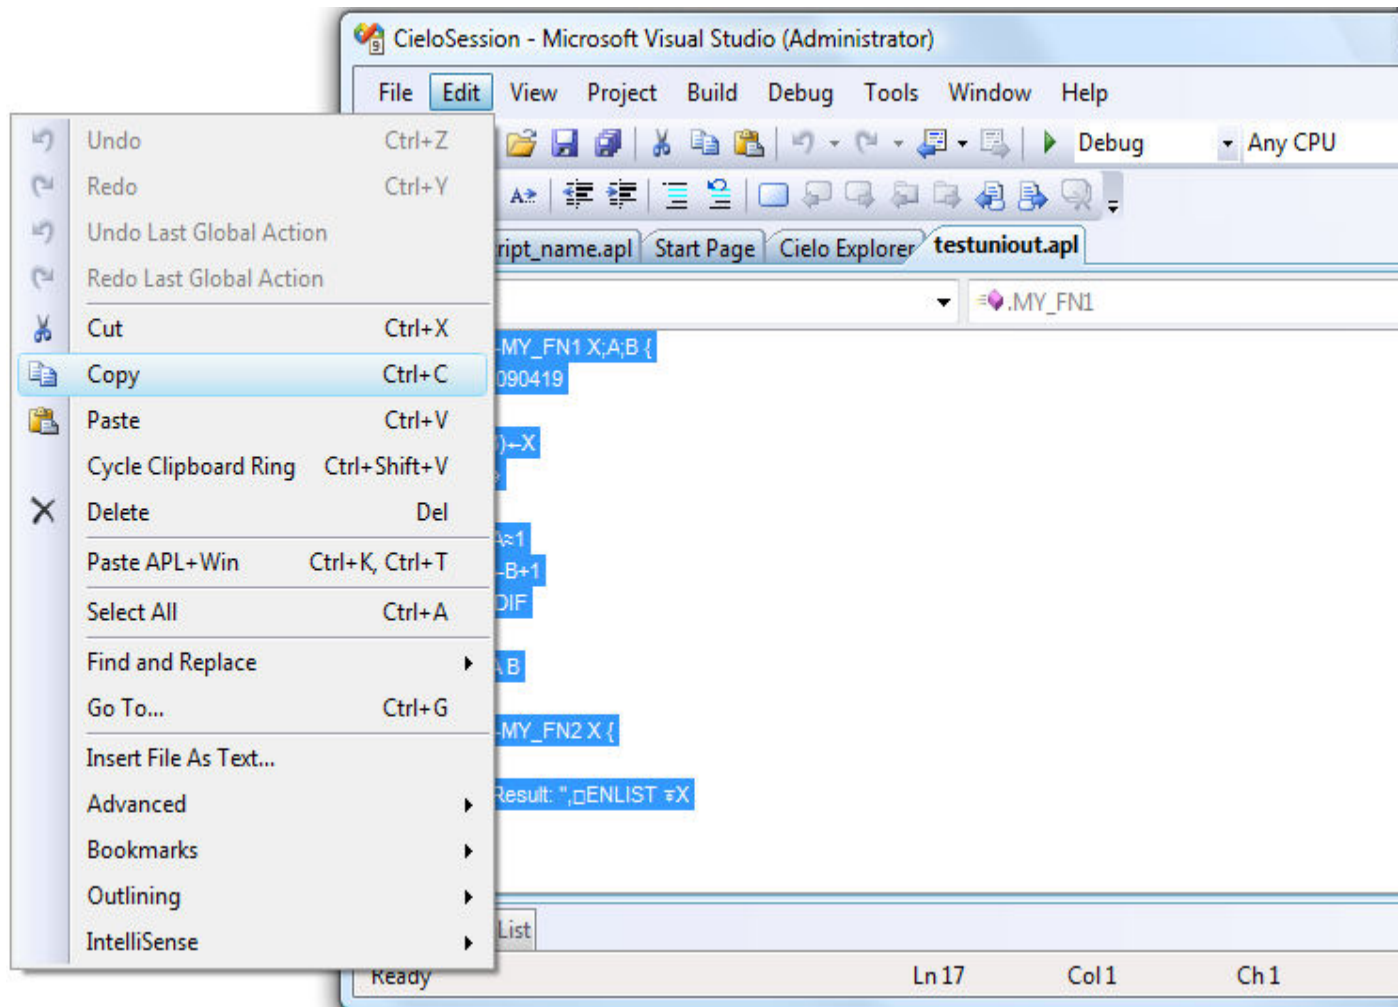 CieloSession - Microsoft Visual Studio (Administrator)
File Edit View Project Build Debug Tools Window Help
Debug Any CPU
ript_name.apl Start Page Cielo Explorer testuniout.apl
.MY_FN1
Undo Ctrl+Z
Redo Ctrl+Y
Undo Last Global Action
Redo Last Global Action
Cut Ctrl+X
Copy Ctrl+C
Paste Ctrl+V
Cycle Clipboard Ring Ctrl+Shift+V
Delete Del
Paste APL+Win Ctrl+K, Ctrl+T
Select All Ctrl+A
Find and Replace
Go To... Ctrl+G
Insert File As Text...
Advanced
Bookmarks
Outlining
IntelliSense
MY_FN1 X;A;B {
090419
)←X
A≈1
-B+1
DIF
A B
MY_FN2 X {
Result: ",⎕ENLIST ⍕X
List
Ready Ln 17 Col 1 Ch 1